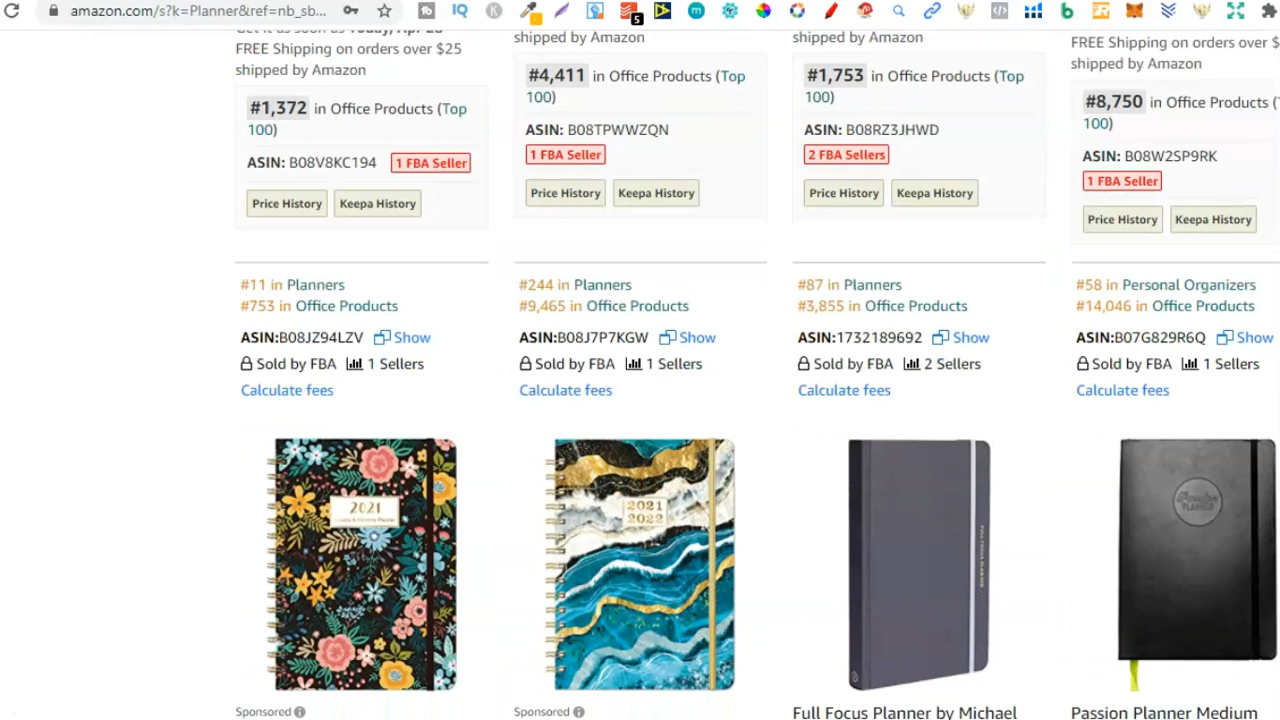 amazon.com/s?k=Planner&ref=nb_sb...
FREE Shipping on orders over $25
shipped by Amazon
#1,372 in Office Products (Top
100)
ASIN: B08V8KC194 1 FBA Seller
Price History Keepa History
shipped by Amazon
#4,411 in Office Products (Top
100)
ASIN: B08TPWWZQN
1 FBA Seller
Price History Keepa History
shipped by Amazon
#1,753 in Office Products (Top
100)
ASIN: B08RZ3JHWD
2 FBA Sellers
Price History Keepa History
FREE Shipping on orders over $
shipped by Amazon
#8,750 in Office Products (
100)
ASIN: B08W2SP9RK
1 FBA Seller
Price History Keepa History
#11 in Planners
#753 in Office Products
ASIN:B08JZ94LZV Show
Sold by FBA 1 Sellers
Calculate fees
#244 in Planners
#9,465 in Office Products
ASIN:B08J7P7KGW Show
Sold by FBA 1 Sellers
Calculate fees
#87 in Planners
#3,855 in Office Products
ASIN:1732189692 Show
Sold by FBA 2 Sellers
Calculate fees
#58 in Personal Organizers
#14,046 in Office Products
ASIN:B07G829R6Q Show
Sold by FBA 1 Sellers
Calculate fees
2021
2021
2022
FULL FOCUS PLANNER
PLANNER
Sponsored
Sponsored
Full Focus Planner by Michael
Passion Planner Medium